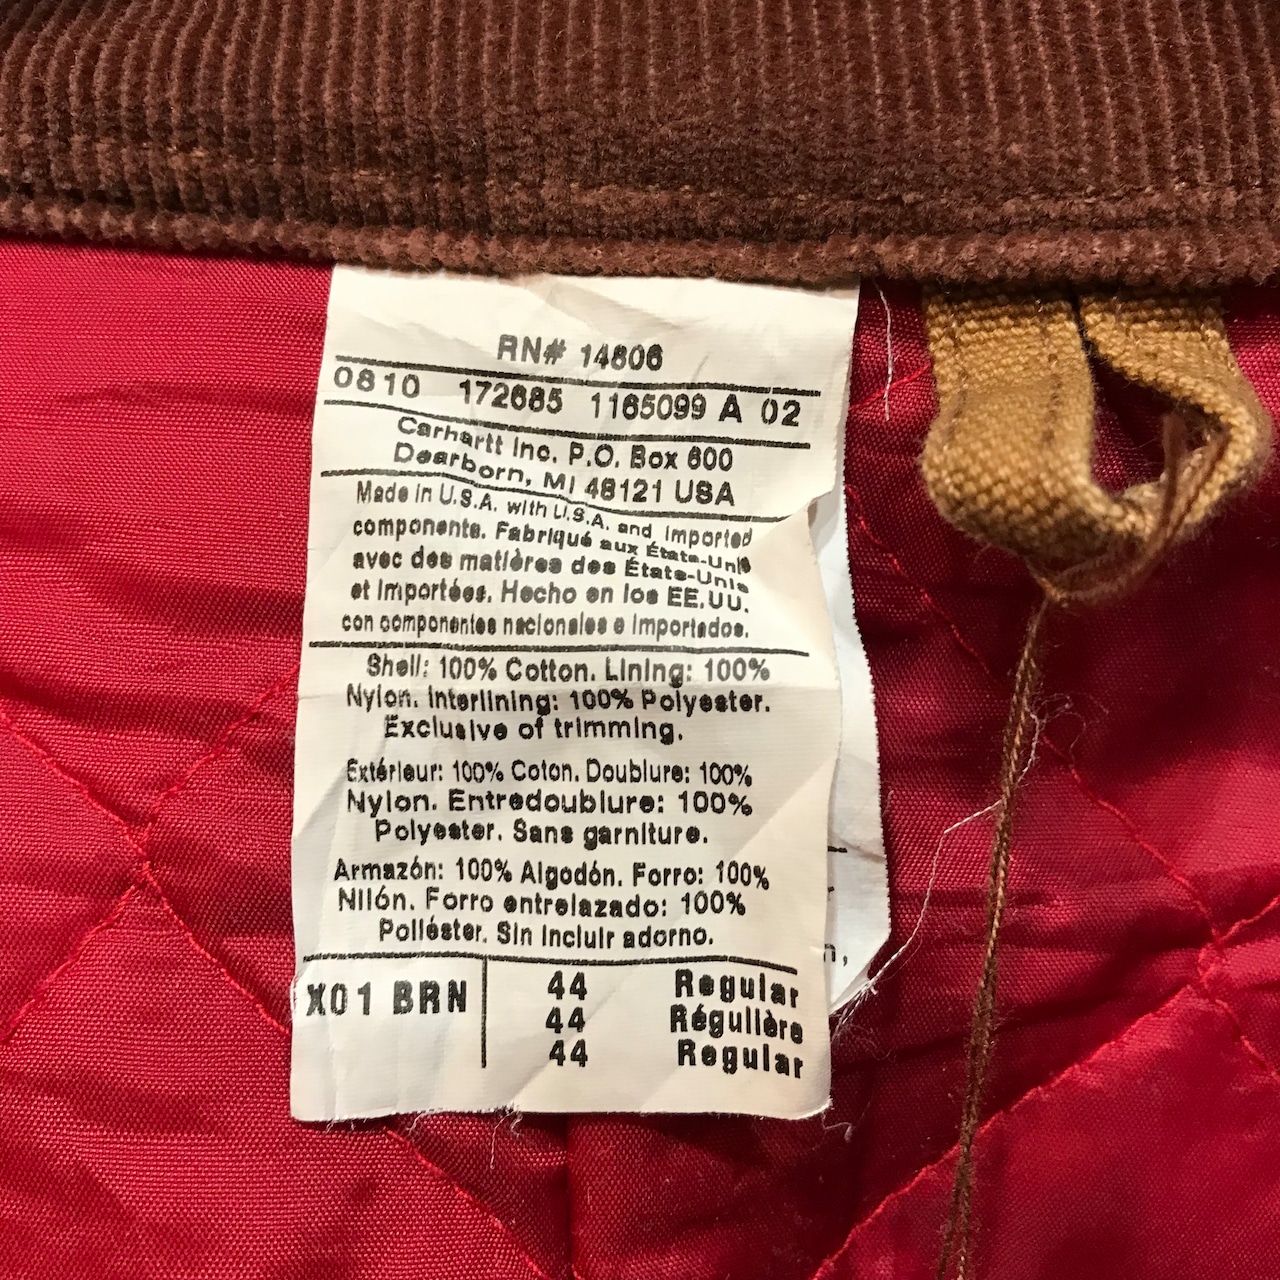 RN# 14806
0810 172685 1165099 A 02
Carhartt Inc. P.O. Box 600
Dearborn, MI 48121 USA
Made in U.S.A. with U.S.A. and Imported
components. Fabriqué aux États-Unis
avec des matières des États-Unis
et Importées. Hecho en los EE.UU.
con componentes nacionales e Importados.
Shell: 100% Cotton. Lining: 100%
Nylon. Interlining: 100% Polyester.
Exclusive of trimming.
Extérieur: 100% Coton. Doublure: 100%
Nylon. Entredoublure: 100%
Polyester. Sans garniture.
Armazón: 100% Algodón. Forro: 100%
Nilón. Forro entrelazado: 100%
Poliéster. Sin Incluir adorno.
X01 BRN 44 Regular
44 Régulière
44 Regular